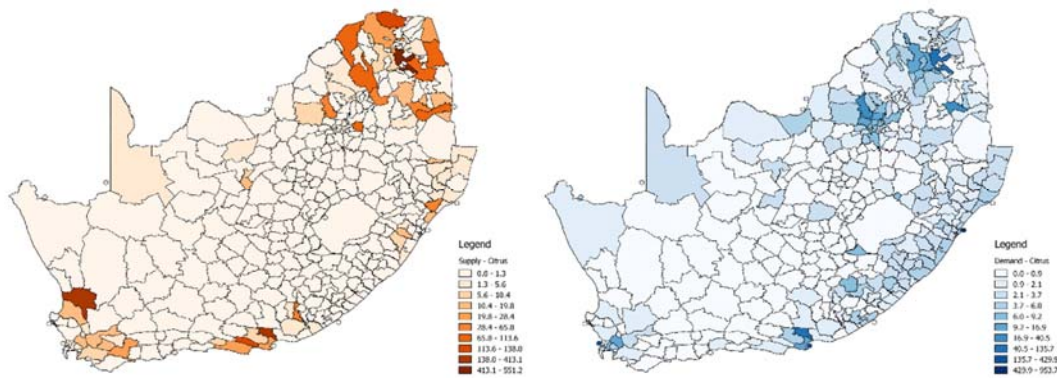 Legend
Supply - Citrus
0.0 - 1.3
1.3 - 5.6
5.6 - 10.4
10.4 - 19.8
19.8 - 28.4
28.4 - 65.8
65.8 - 113.6
113.6 - 138.0
138.0 - 413.1
413.1 - 551.2
Legend
Demand - Citrus
0.0 - 0.9
0.9 - 2.1
2.1 - 3.7
3.7 - 6.0
6.0 - 9.2
9.2 - 16.9
16.9 - 40.5
40.5 - 135.7
135.7 - 429.9
429.9 - 953.7